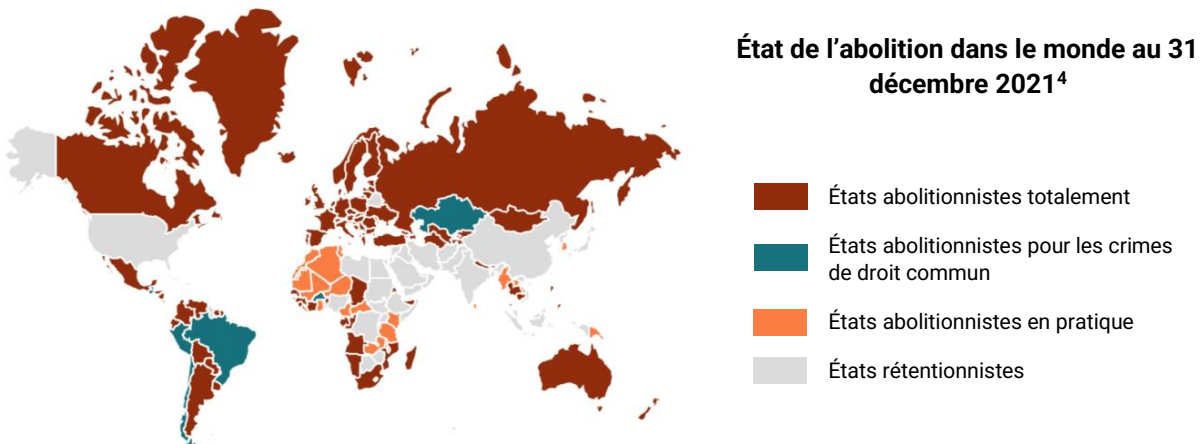 État de l’abolition dans le monde au 31
décembre 2021⁴
États abolitionnistes totalement
États abolitionnistes pour les crimes
de droit commun
États abolitionnistes en pratique
États rétentionnistes